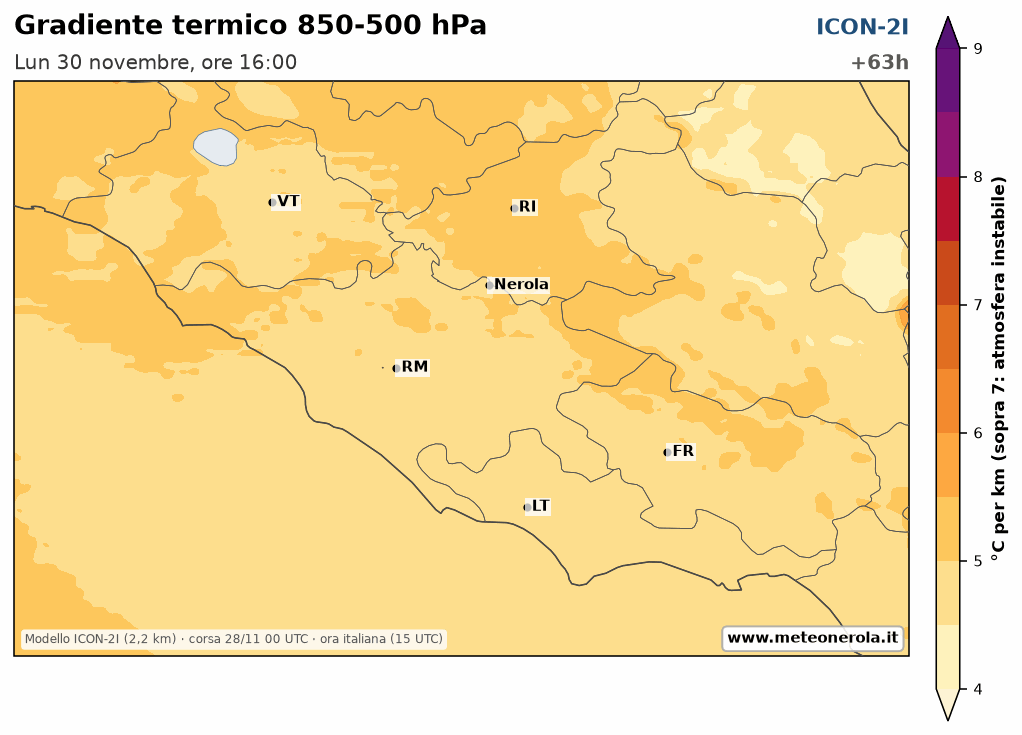 Gradiente termico 850-500 hPa
ICON-2I
Lun 30 novembre, ore 16:00
+63h
9
8
7
6
5
4
°C per km (sopra 7: atmosfera instabile)
VT
RI
Nerola
RM
FR
LT
Modello ICON-2I (2,2 km) · corsa 28/11 00 UTC · ora italiana (15 UTC)
www.meteonerola.it